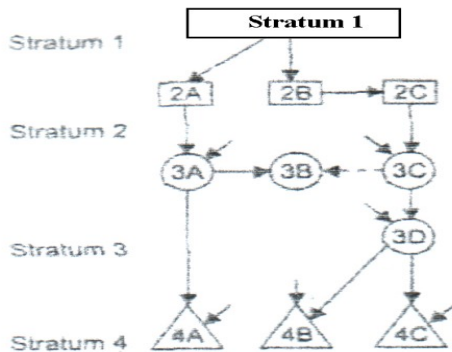 Stratum 1
Stratum 1
2A 2B 2C
Stratum 2
3A 3B 3C
3D
Stratum 3
4A 4B 4C
Stratum 4